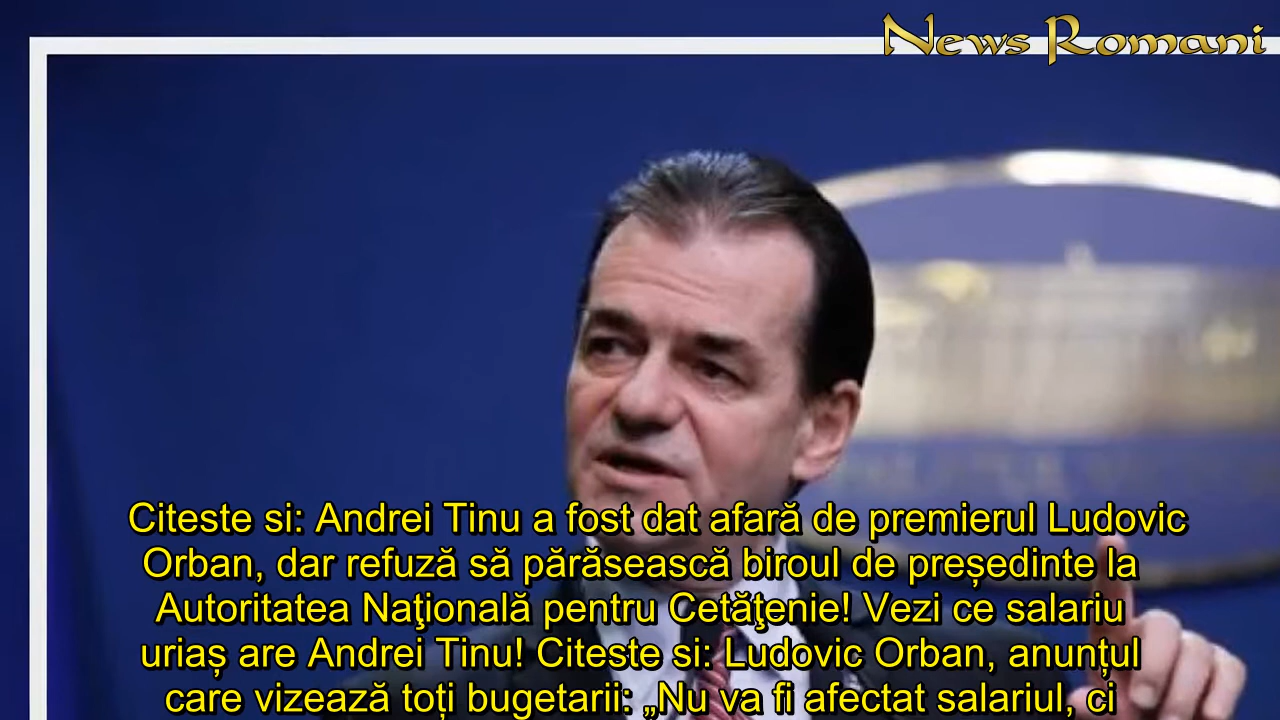 News Romani
Citeste si: Andrei Tinu a fost dat afară de premierul Ludovic
Orban, dar refuză să părăsească biroul de președinte la
Autoritatea Naţională pentru Cetăţenie! Vezi ce salariu
uriaș are Andrei Tinu! Citeste si: Ludovic Orban, anunțul
care vizează toți bugetarii: „Nu va fi afectat salariul, ci